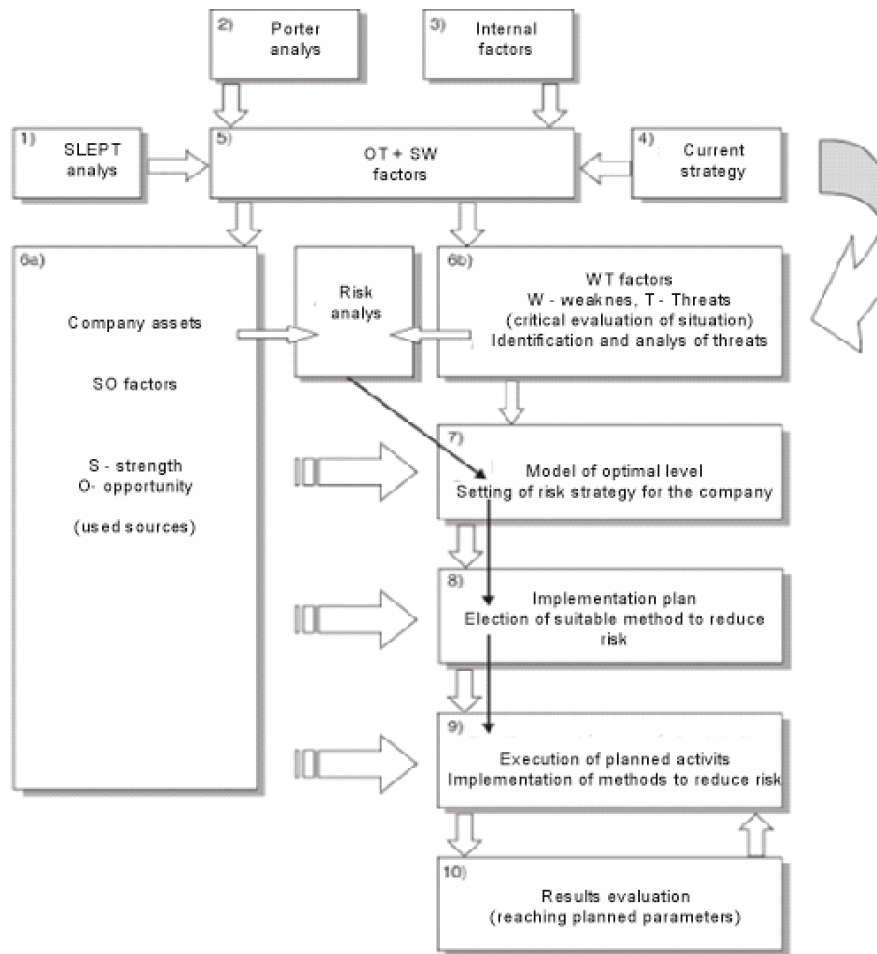 2)
Porter
analys
3)
Internal
factors
1)
SLEPT
analys
5)
OT + SW
factors
4)
Current
strategy
6a)
Company assets
SO factors
S - strength
O- opportunity
(used sources)
Risk
analys
6b)
WT factors
W - weaknes, T - Threats
(critical evaluation of situation)
Identification and analys of threats
7)
Model of optimal level
Setting of risk strategy for the company
8)
Implementation plan
Election of suitable method to reduce
risk
9)
Execution of planned activits
Implementation of methods to reduce risk
10)
Results evaluation
(reaching planned parameters)